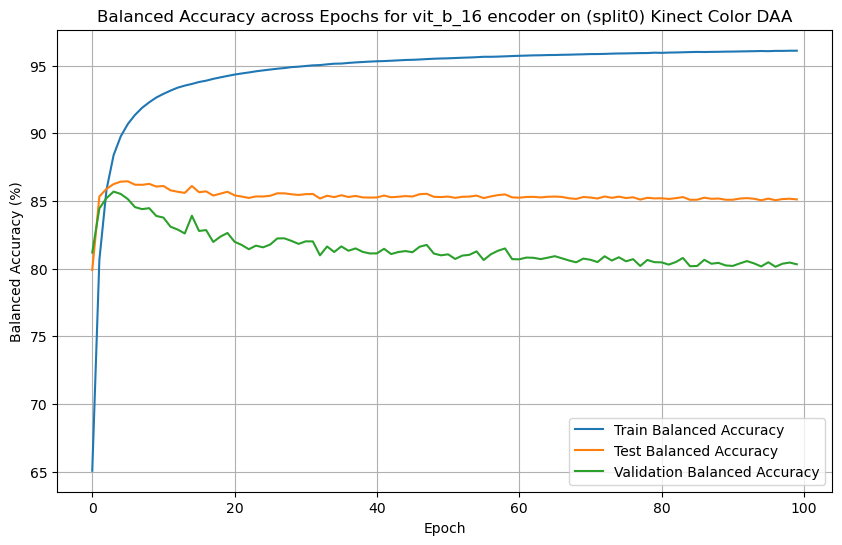 Balanced Accuracy across Epochs for vit_b_16 encoder on (split0) Kinect Color DAA
Balanced Accuracy (%)
95
90
85
80
75
70
65
0 20 40 60 80 100
Epoch
Train Balanced Accuracy
Test Balanced Accuracy
Validation Balanced Accuracy